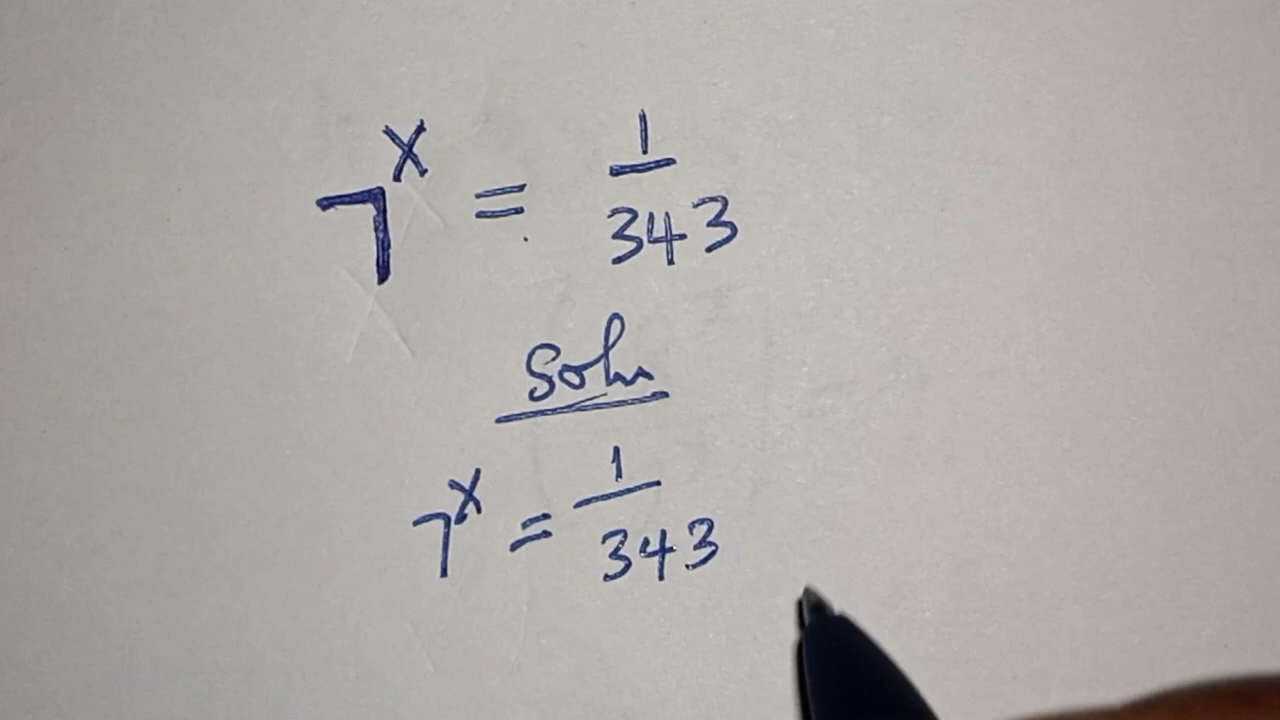 7^x = 1/343
Soln
7^x = 1/343